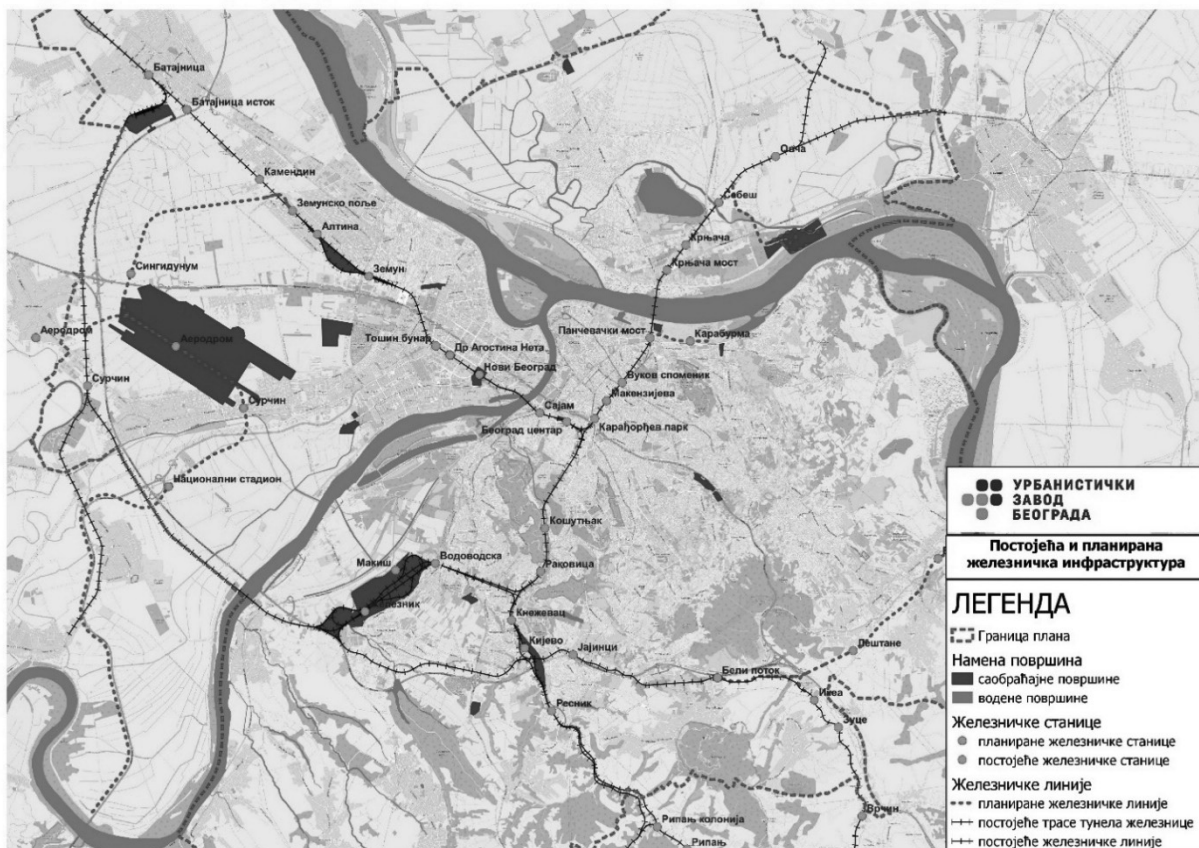 Батајница
Батајница исток
Камендин
Земунско поље
Алтина
Земун
Сингидунум
Аеродром
Аеродром
Сурчин
Сурчин
Национални стадион
Тошин бунар
Др Агостина Нета
Нови Београд
Сајам
Београд центар
Овча
Себеш
Крњача
Крњача мост
Панчевачки мост
Карабурма
Вуков споменик
Макензијева
Карађорђев парк
Кошутњак
Раковица
Водоводска
Макиш
Железник
Кнежевац
Кијево
Јајинци
Ресник
Бели поток
Лештане
Зуце
Врчин
Рипањ колонија
Рипањ
УРБАНИСТИЧКИ
ЗАВОД
БЕОГРАДА
Постојећа и планирана
железничка инфраструктура
ЛЕГЕНДА
Граница плана
Намена површина
саобраћајне површине
водене површине
Железничке станице
планиране железничке станице
постојеће железничке станице
Железничке линије
планиране железничке линије
постојеће трасе тунела железнице
постојеће железничке линије